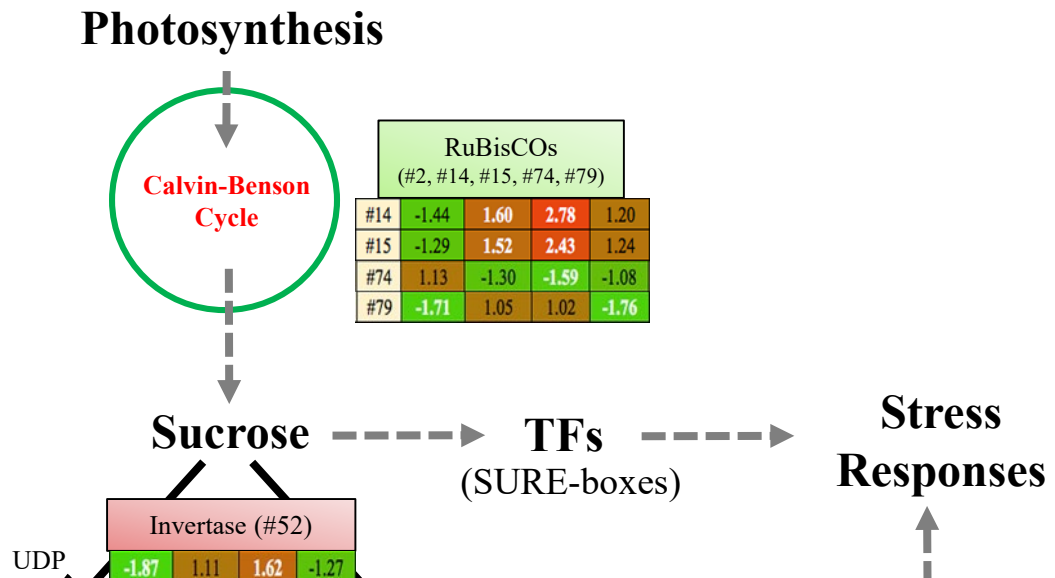 Photosynthesis
Calvin-Benson
Cycle
RuBisCOs
(#2, #14, #15, #74, #79)
#14 -1.44 1.60 2.78 1.20
#15 -1.29 1.52 2.43 1.24
#74 1.13 -1.30 -1.59 -1.08
#79 -1.71 1.05 1.02 -1.76
Sucrose
TFs
(SURE-boxes)
Stress
Responses
Invertase (#52)
UDP
-1.87 1.11 1.62 -1.27